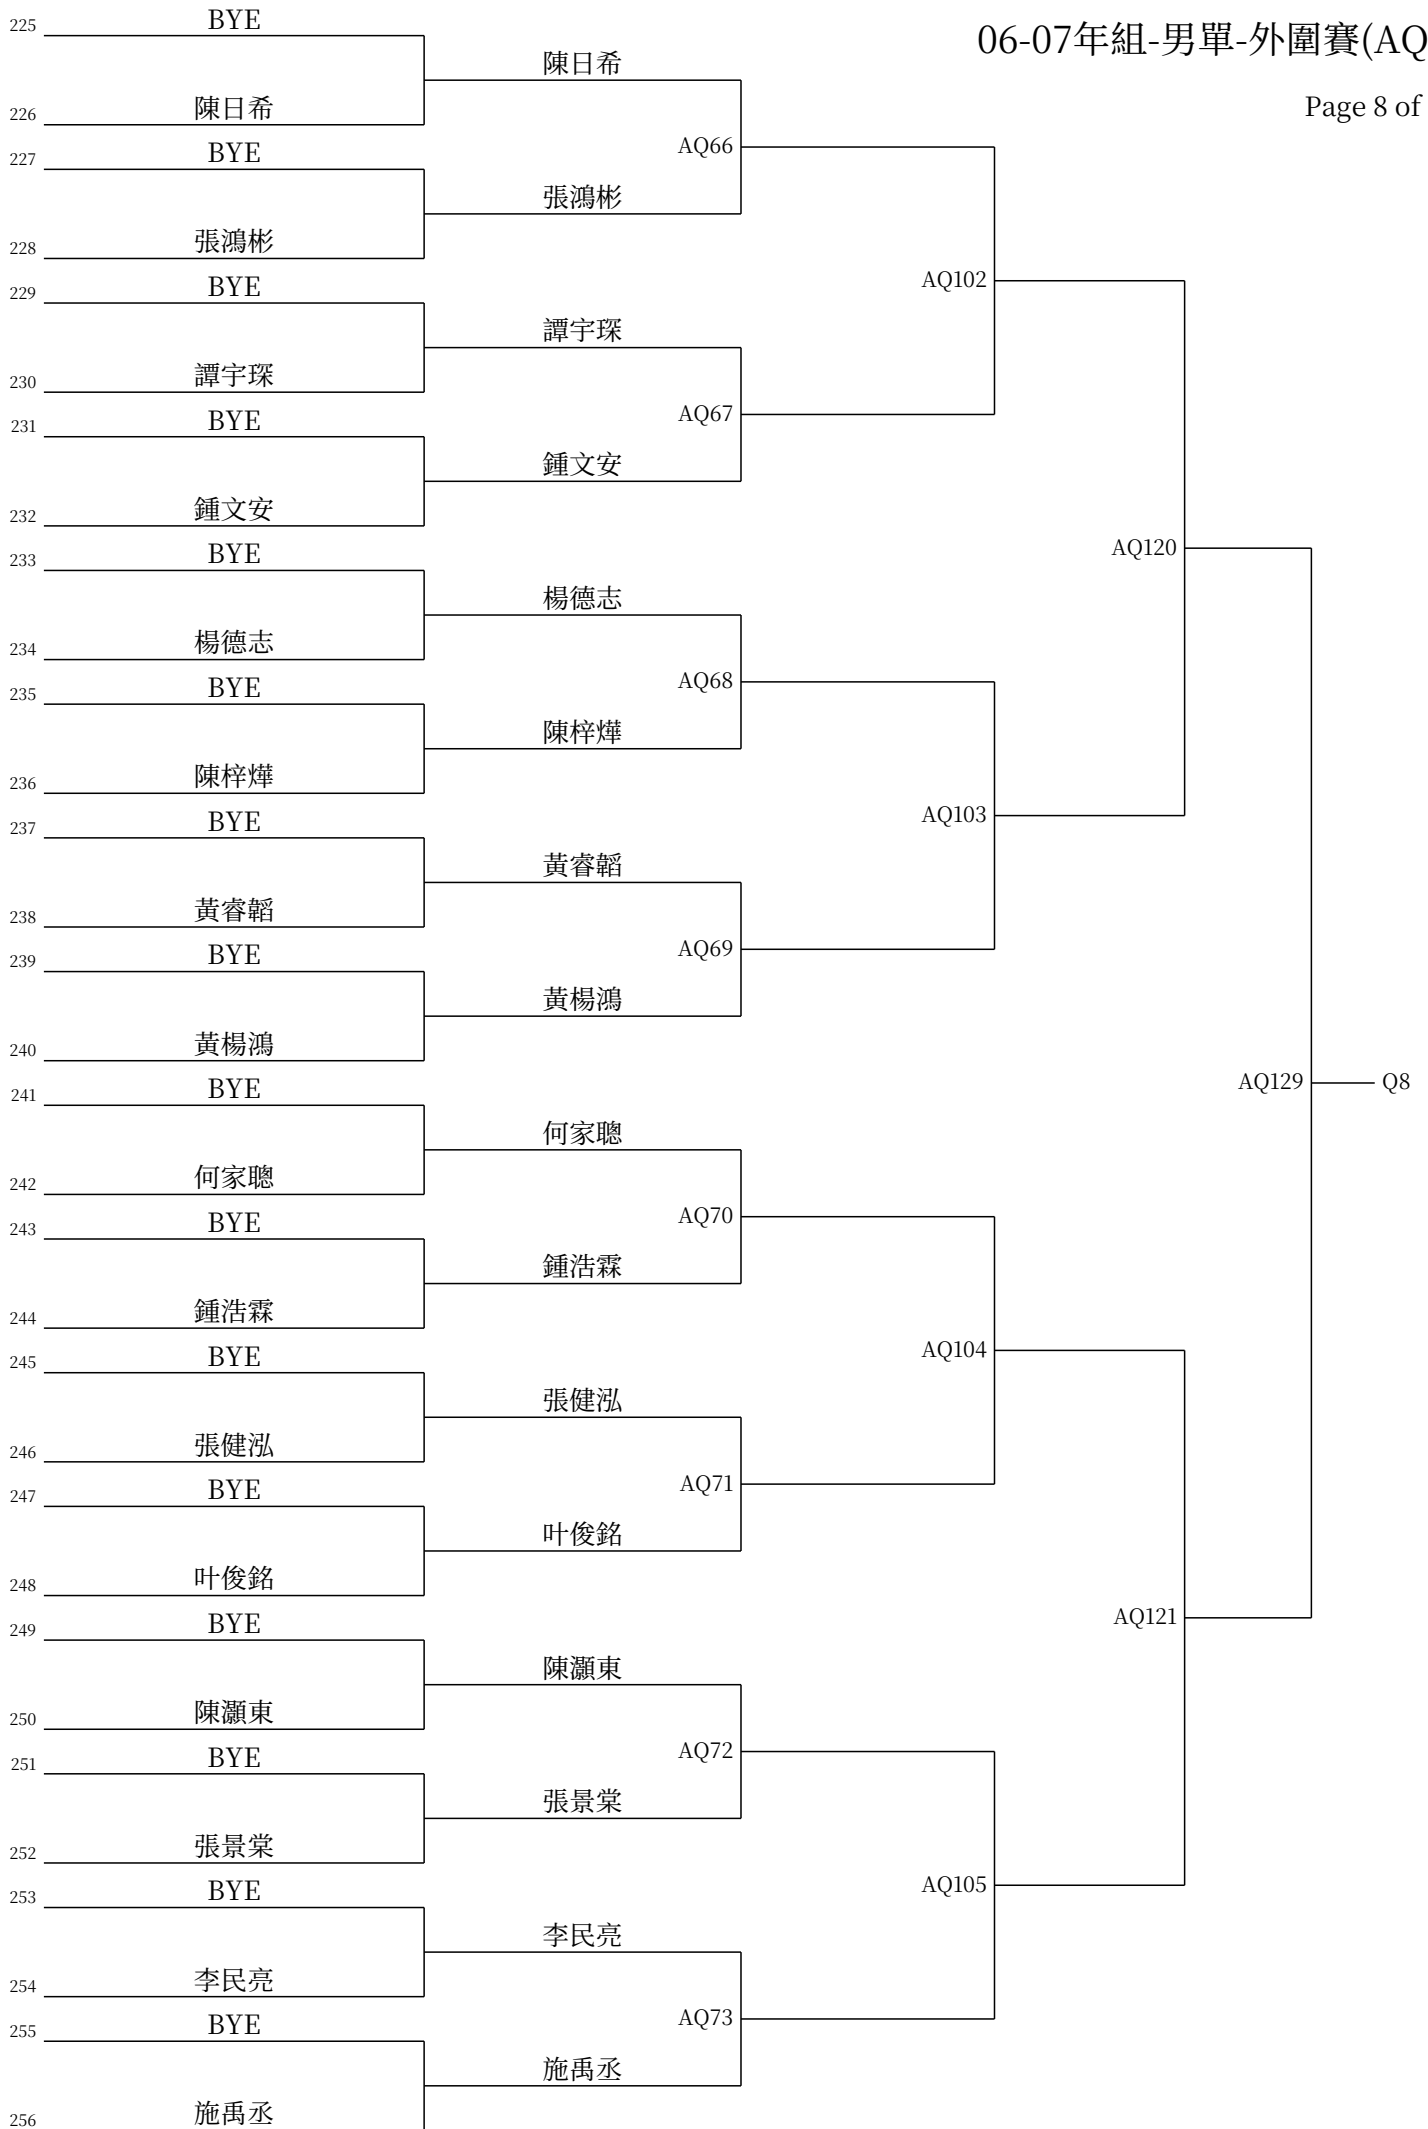 06-07年組-男單-外圍賽(AQ
Page 8 of
225 BYE
陳日希
226 陳日希
AQ66
227 BYE
張鴻彬
228 張鴻彬
AQ102
229 BYE
譚宇琛
230 譚宇琛
AQ67
231 BYE
鍾文安
232 鍾文安
AQ120
233 BYE
楊德志
234 楊德志
AQ68
235 BYE
陳梓燁
236 陳梓燁
AQ103
237 BYE
黃睿韜
238 黃睿韜
AQ69
239 BYE
黃楊鴻
240 黃楊鴻
AQ129 Q8
241 BYE
何家聰
242 何家聰
AQ70
243 BYE
鍾浩霖
244 鍾浩霖
AQ104
245 BYE
張健泓
246 張健泓
AQ71
247 BYE
叶俊銘
248 叶俊銘
AQ121
249 BYE
陳灝東
250 陳灝東
AQ72
251 BYE
張景棠
252 張景棠
AQ105
253 BYE
李民亮
254 李民亮
AQ73
255 BYE
施禹丞
256 施禹丞